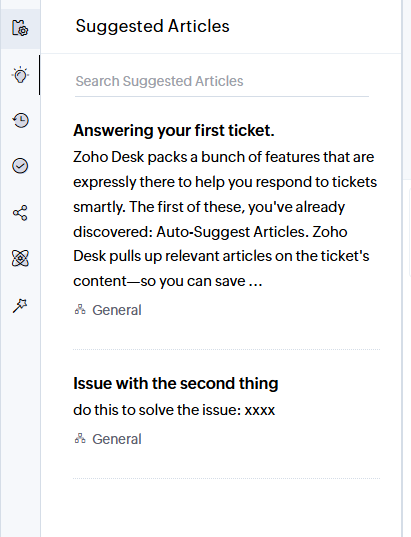 Suggested Articles
Search Suggested Articles
Answering your first ticket.
Zoho Desk packs a bunch of features that are
expressly there to help you respond to tickets
smartly. The first of these, you've already
discovered: Auto-Suggest Articles. Zoho
Desk pulls up relevant articles on the ticket's
content—so you can save ...
General
Issue with the second thing
do this to solve the issue: xxxx
General